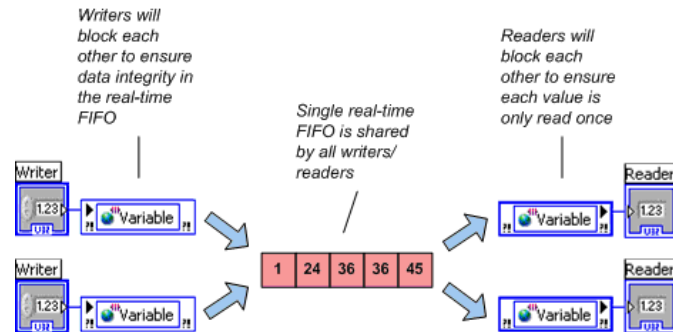 Writers will
block each
other to ensure
data integrity in
the real-time
FIFO
Single real-time
FIFO is shared
by all writers/
readers
Readers will
block each
other to ensure
each value is
only read once
Writer
1.23
Variable
?!
?!
Variable
?!
?!
Reader
1.23
1
24
36
36
45
Writer
1.23
Variable
?!
?!
Variable
?!
?!
Reader
1.23